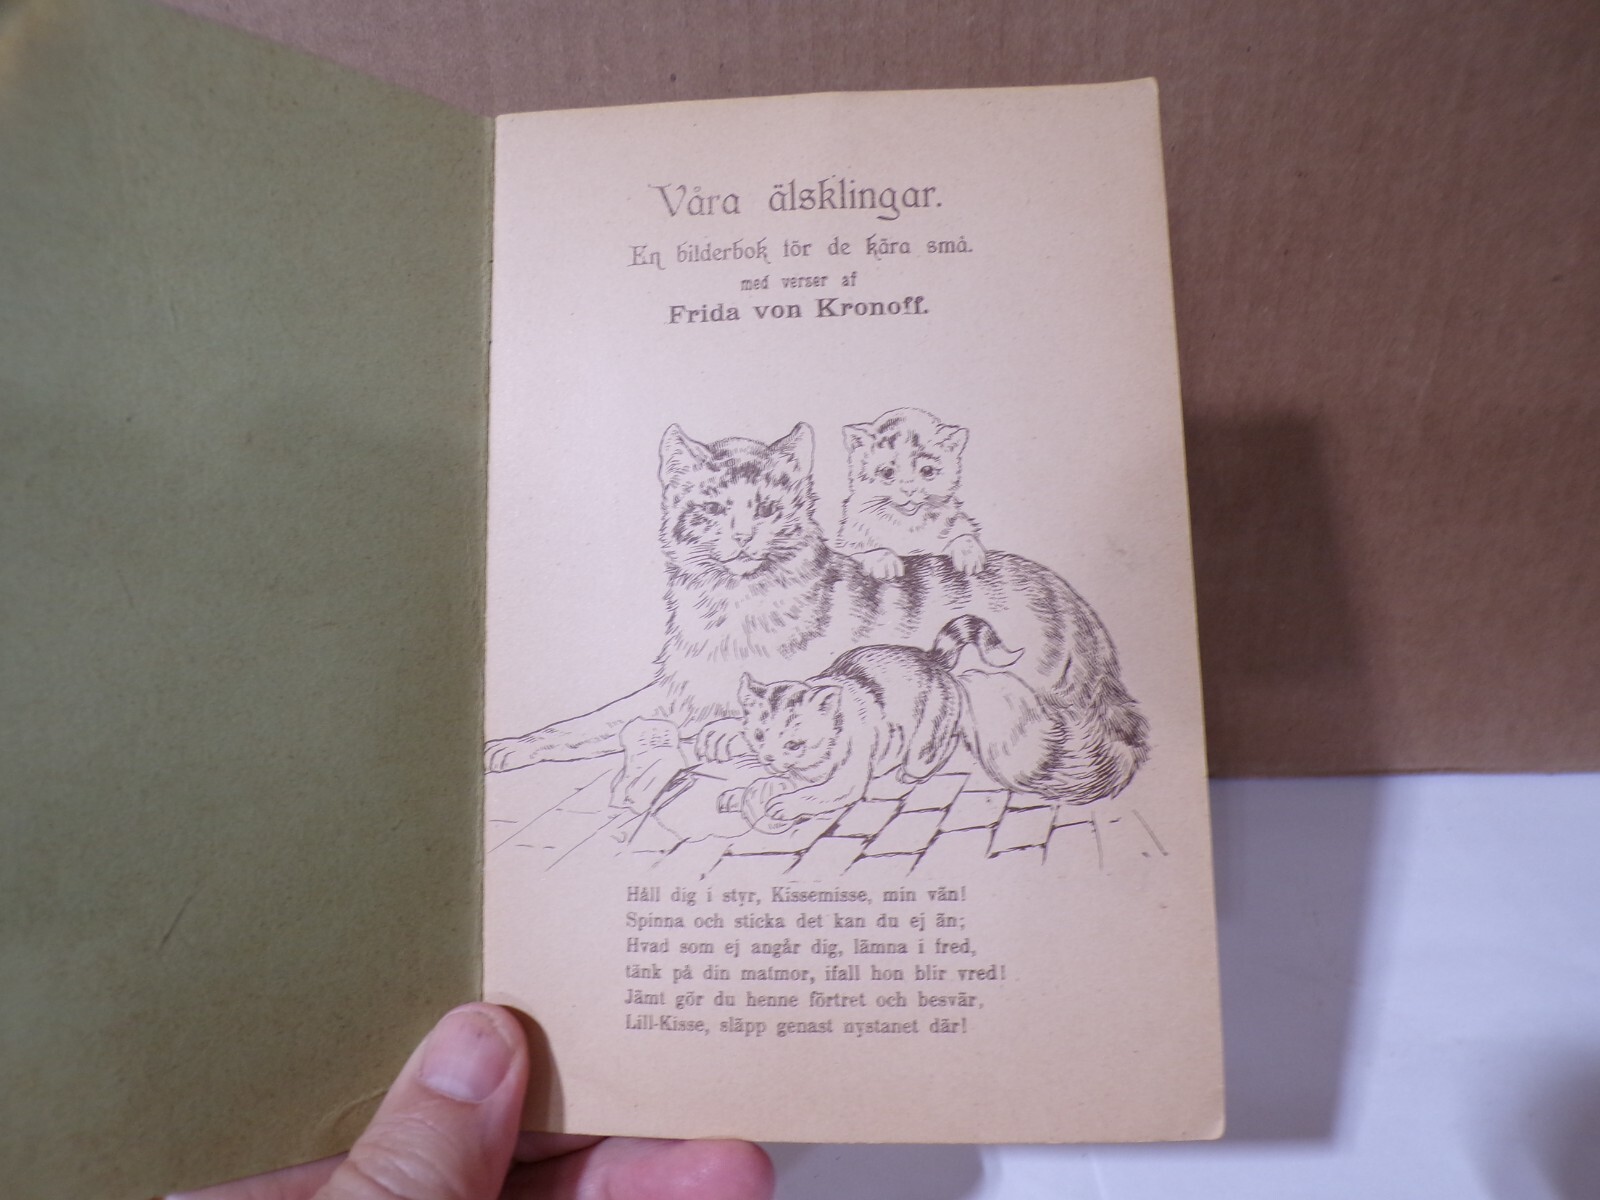 Våra älsklingar.
En bilderbok för de kära små.
med verser af
Frida von Kronoff.
Håll dig i styr, Kissemisse, min vän!
Spinna och sticka det kan du ej än;
Hvad som ej angår dig, lämna i fred,
tänk på din matmor, ifall hon blir vred!
Jämt gör du henne förtret och besvär,
Lill-Kisse, släpp genast nystanet där!